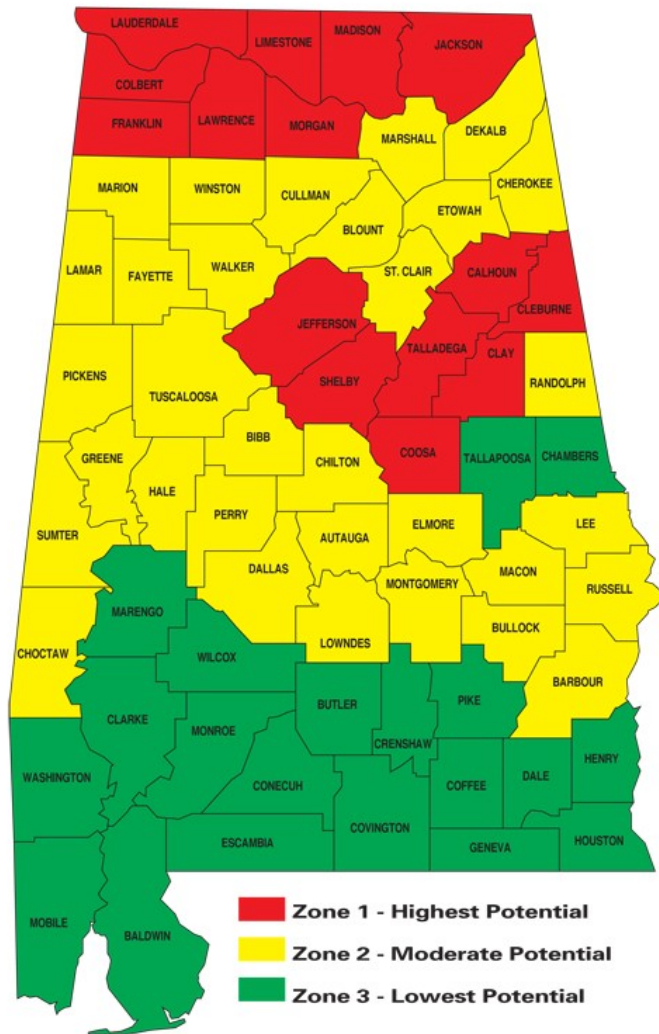 LAUDERDALE
LIMESTONE
MADISON
JACKSON
COLBERT
FRANKLIN
LAWRENCE
MORGAN
MARSHALL
DEKALB
MARION
WINSTON
CULLMAN
CHEROKEE
ETOWAH
BLOUNT
LAMAR
FAYETTE
WALKER
ST. CLAIR
CALHOUN
CLEBURNE
JEFFERSON
TALLADEGA
CLAY
PICKENS
SHELBY
RANDOLPH
TUSCALOOSA
BIBB
GREENE
CHILTON
COOSA
TALLAPOOSA
CHAMBERS
HALE
PERRY
ELMORE
LEE
SUMTER
AUTAUGA
DALLAS
MONTGOMERY
MACON
RUSSELL
MARENGO
BULLOCK
LOWNDES
CHOCTAW
WILCOX
BARBOUR
CLARKE
BUTLER
PIKE
MONROE
CRENSHAW
WASHINGTON
CONECUH
COFFEE
DALE
HENRY
COVINGTON
ESCAMBIA
GENEVA
HOUSTON
MOBILE
BALDWIN
Zone 1 - Highest Potential
Zone 2 - Moderate Potential
Zone 3 - Lowest Potential